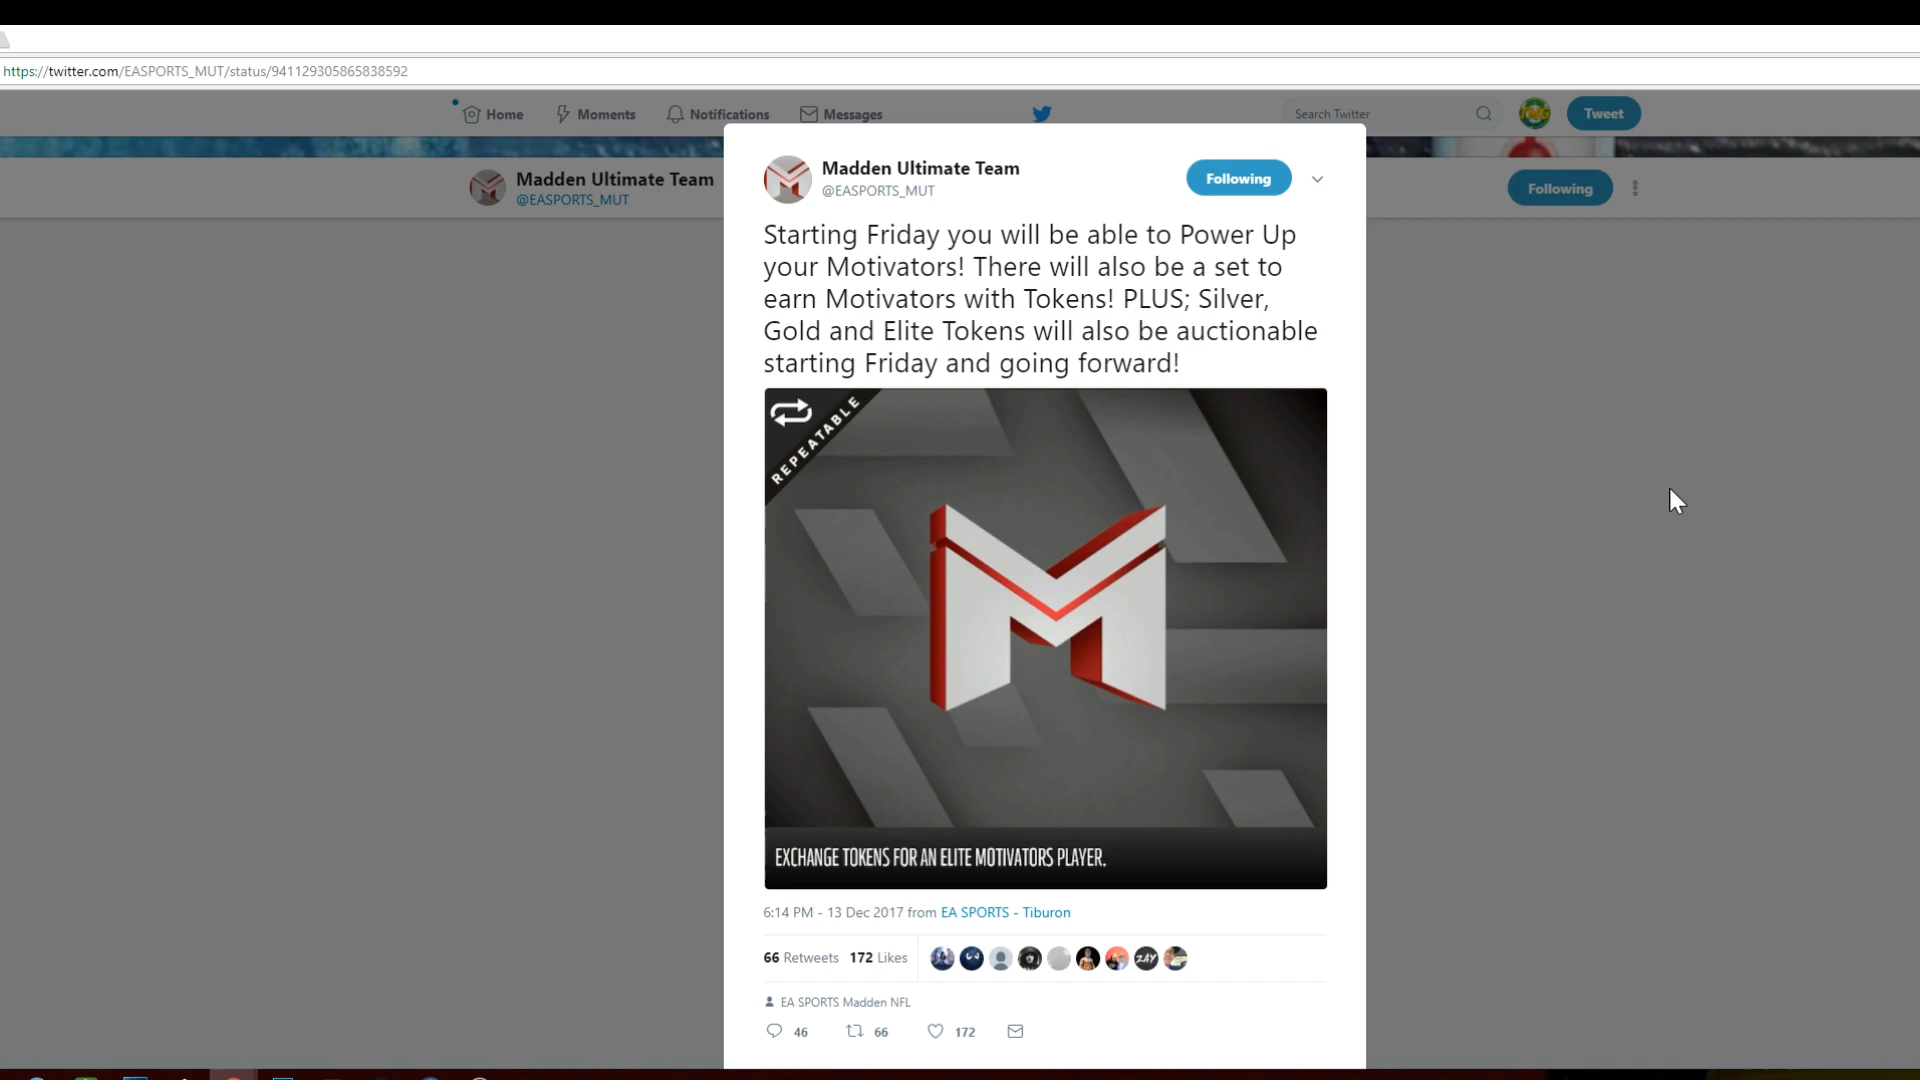 https://twitter.com/EASPORTS_MUT/status/941129305865838592
Home Moments Notifications Messages Search Twitter Tweet
Madden Ultimate Team
@EASPORTS_MUT
Following
Madden Ultimate Team
@EASPORTS_MUT
Following
Starting Friday you will be able to Power Up
your Motivators! There will also be a set to
earn Motivators with Tokens! PLUS; Silver,
Gold and Elite Tokens will also be auctionable
starting Friday and going forward!
REPEATABLE
EXCHANGE TOKENS FOR AN ELITE MOTIVATORS PLAYER.
6:14 PM - 13 Dec 2017 from EA SPORTS - Tiburon
66 Retweets 172 Likes
ZAY
EA SPORTS Madden NFL
46 66 172